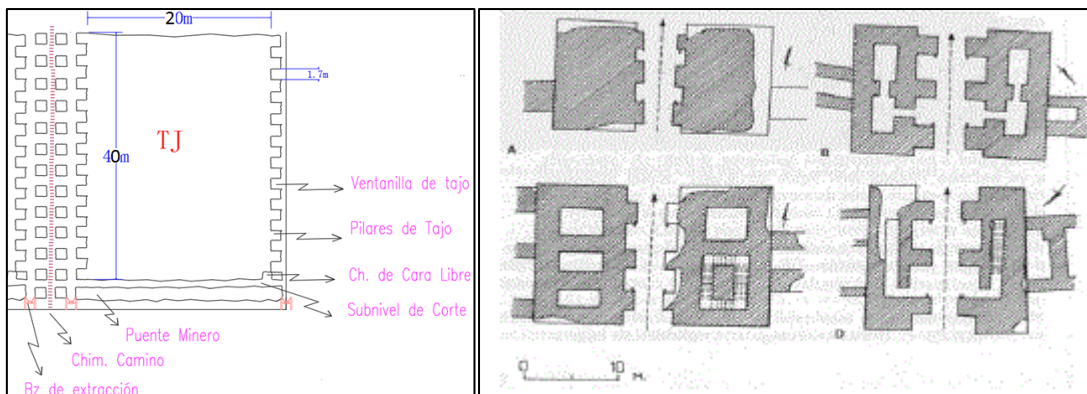 20m
1.7m
TJ
40m
Ventanilla de tajo
Pilares de Tajo
Ch. de Cara Libre
Subnivel de Corte
Puente Minero
Chim. Camino
Bz de extracción
A
B
D
0 10 M.